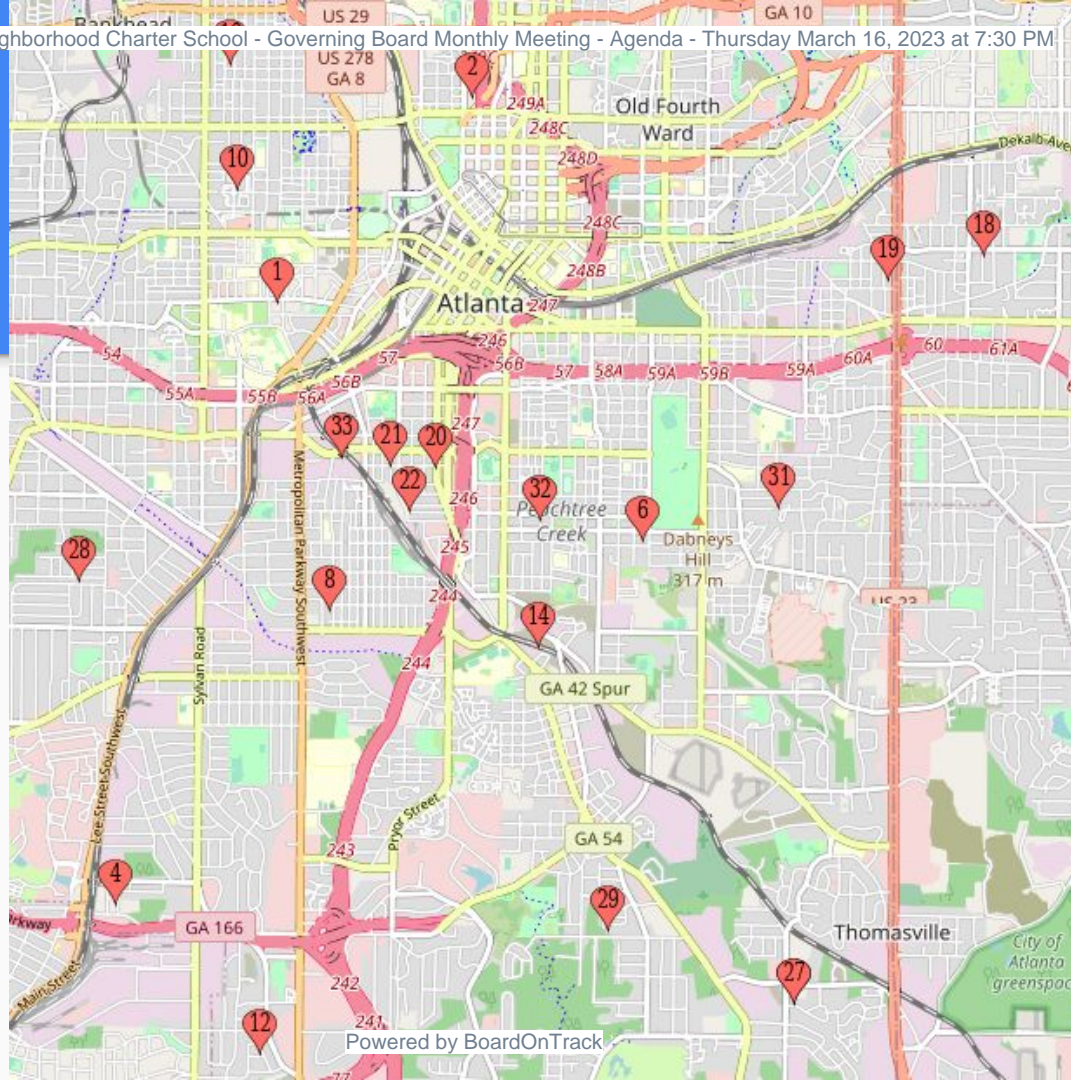 Bankhead
US 29
GA 10
ghborhood Charter School - Governing Board Monthly Meeting - Agenda - Thursday March 16, 2023 at 7:30 PM
US 278
GA 8
2
249A
Old Fourth
Ward
248C
Dekalb Ave
10
248D
18
248C
19
1
248B
Atlanta
247
246
54
57
56B
60
61A
60A
57
58A
59A
59B
59A
56B
55A
55B
56A
33
21
20
247
31
22
32
246
6
Peachtree
Creek
Dabneys
Hill
317 m
28
245
8
244
US 23
14
244
Metropolitan Parkway Southwest
Sylvan Road
GA 42 Spur
Lee Street Southwest
Pryor Street
GA 54
243
4
29
rkway
GA 166
Thomasville
City of
Atlanta
greenspac
27
242
Main Street
241
12
Powered by BoardOnTrack
77